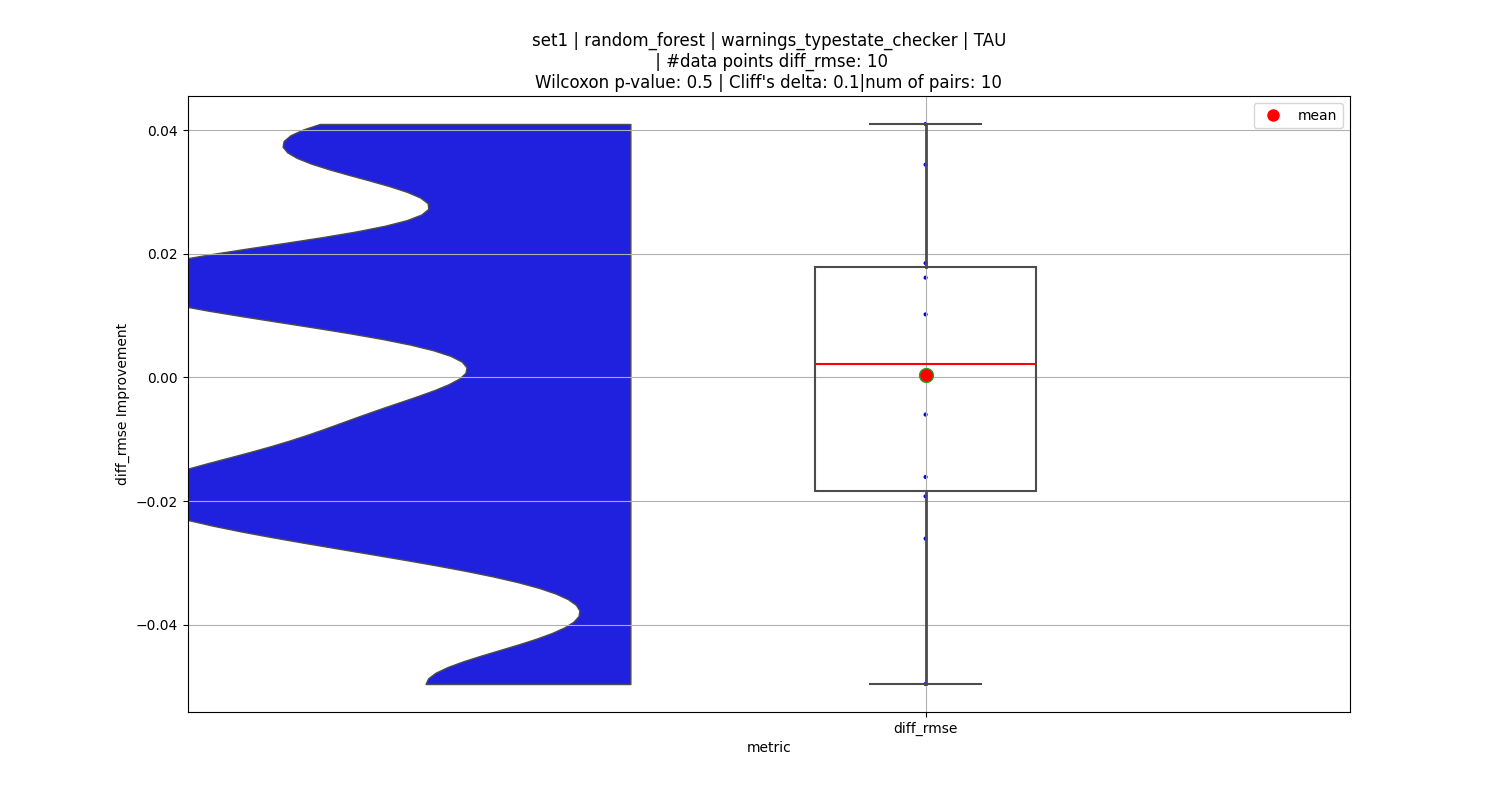 set1 | random_forest | warnings_typestate_checker | TAU
| #data points diff_rmse: 10
Wilcoxon p-value: 0.5 | Cliff's delta: 0.1|num of pairs: 10
mean
0.04
0.02
0.00
−0.02
−0.04
diff_rmse Improvement
diff_rmse
metric